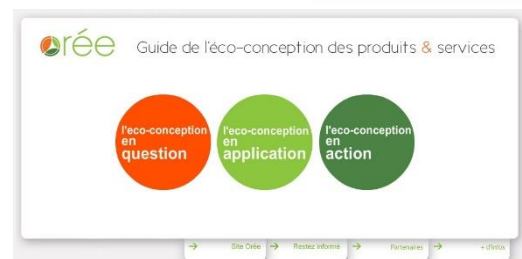 orée Guide de l'éco-conception des produits & services
l'eco-conception
en
question
l'eco-conception
en
application
l'eco-conception
en
action
→ Site Orée → Restez informé → Partenaires → + d'infos